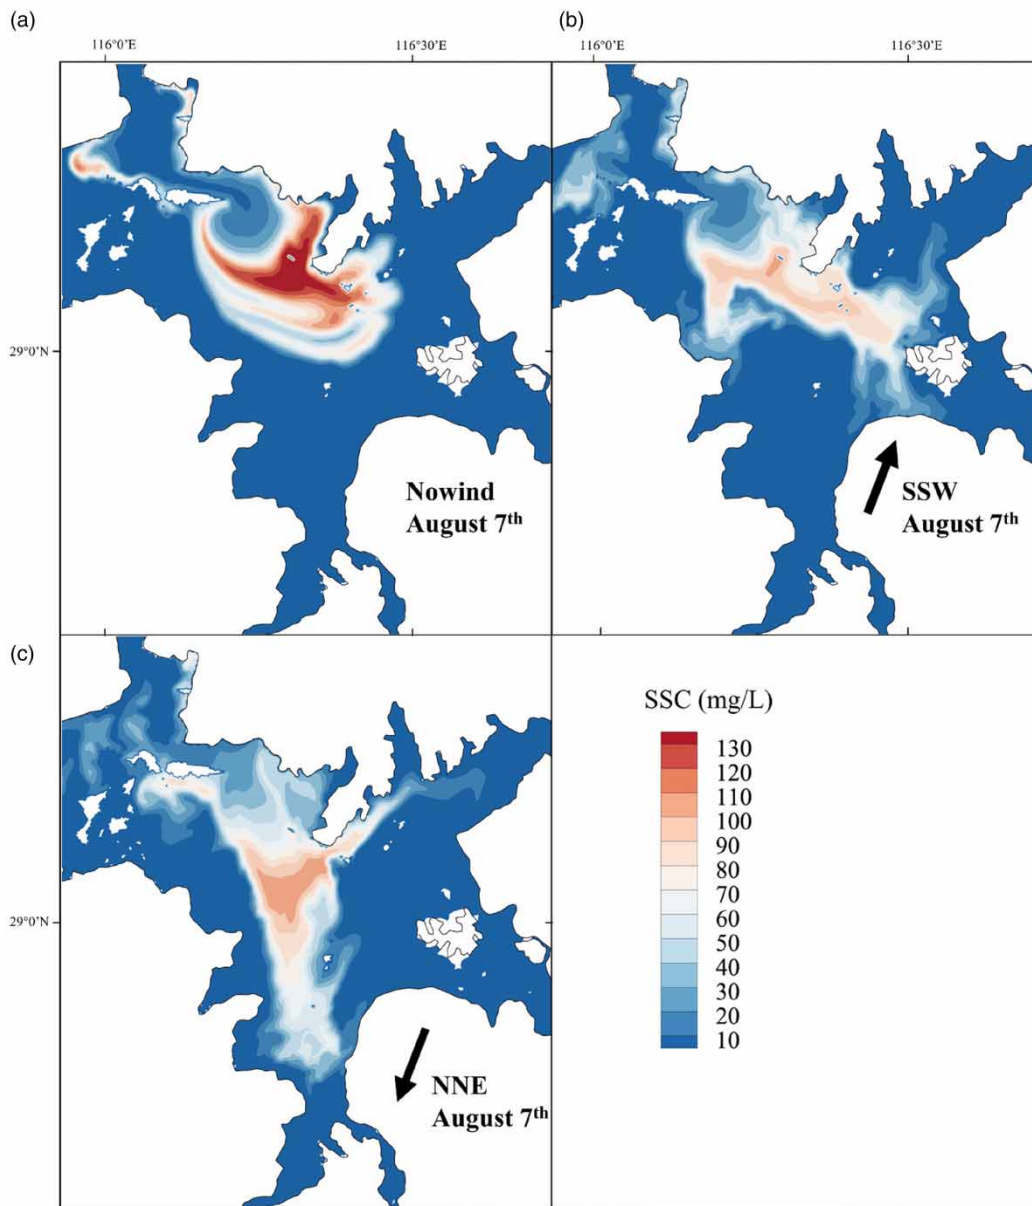 (a)
(b)
116°0′E
116°30′E
116°0′E
116°30′E
29°0′N
Nowind
August 7th
SSW
August 7th
(c)
29°0′N
NNE
August 7th
SSC (mg/L)
130
120
110
100
90
80
70
60
50
40
30
20
10